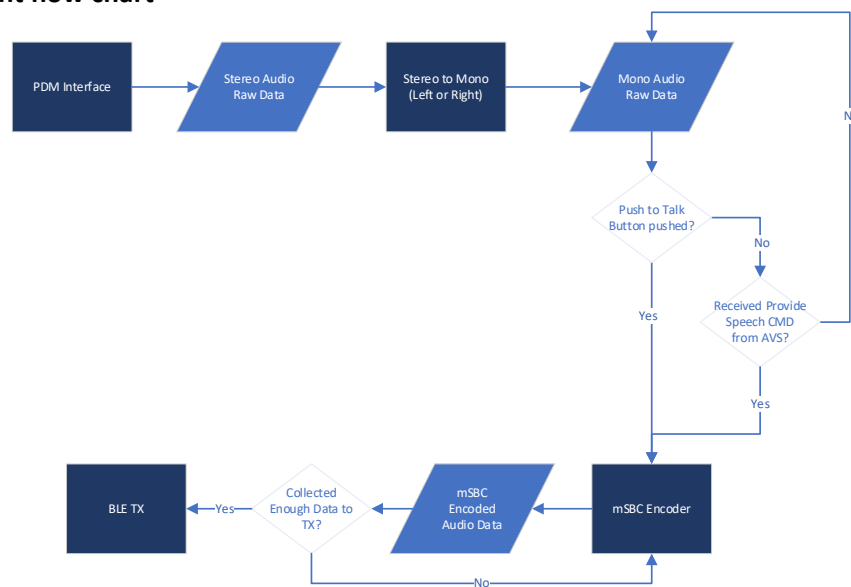 PDM Interface
Stereo Audio
Raw Data
Stereo to Mono
(Left or Right)
Mono Audio
Raw Data
Push to Talk
Button pushed?
No
Received Provide
Speech CMD
from AVS?
Yes
Yes
BLE TX
Yes
Collected
Enough Data to
TX?
mSBC
Encoded
Audio Data
mSBC Encoder
No